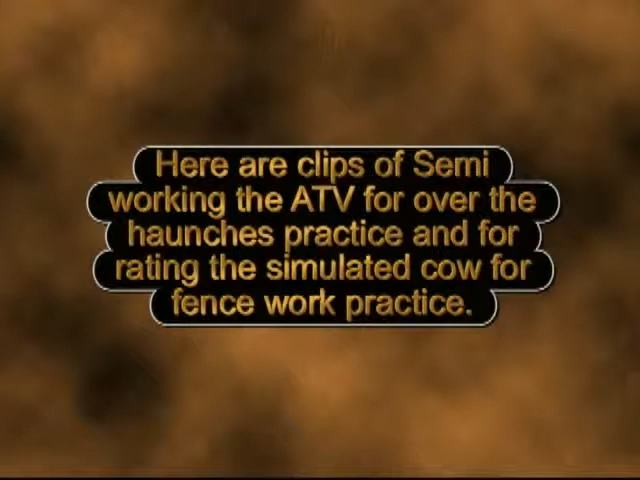 Here are clips of Semi
working the ATV for over the
haunches practice and for
rating the simulated cow for
fence work practice.